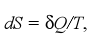 dS = δQ/T,